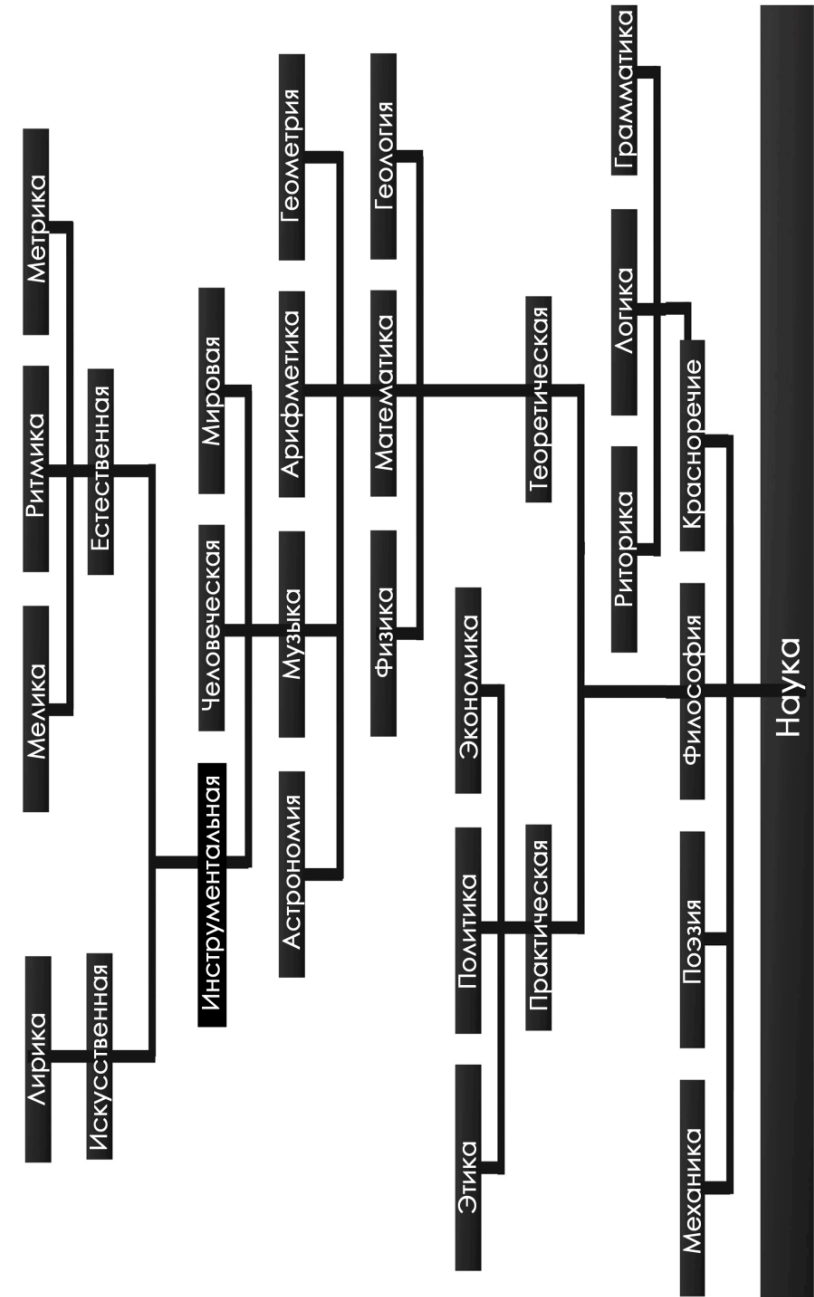 Лирика
Мелика
Ритмика
Метрика
Искусственная
Естественная
Инструментальная
Человеческая
Мировая
Астрономия
Музыка
Арифметика
Геометрия
Физика
Математика
Геология
Этика
Политика
Экономика
Практическая
Теоретическая
Риторика
Логика
Грамматика
Механика
Поэзия
Философия
Красноречие
Наука